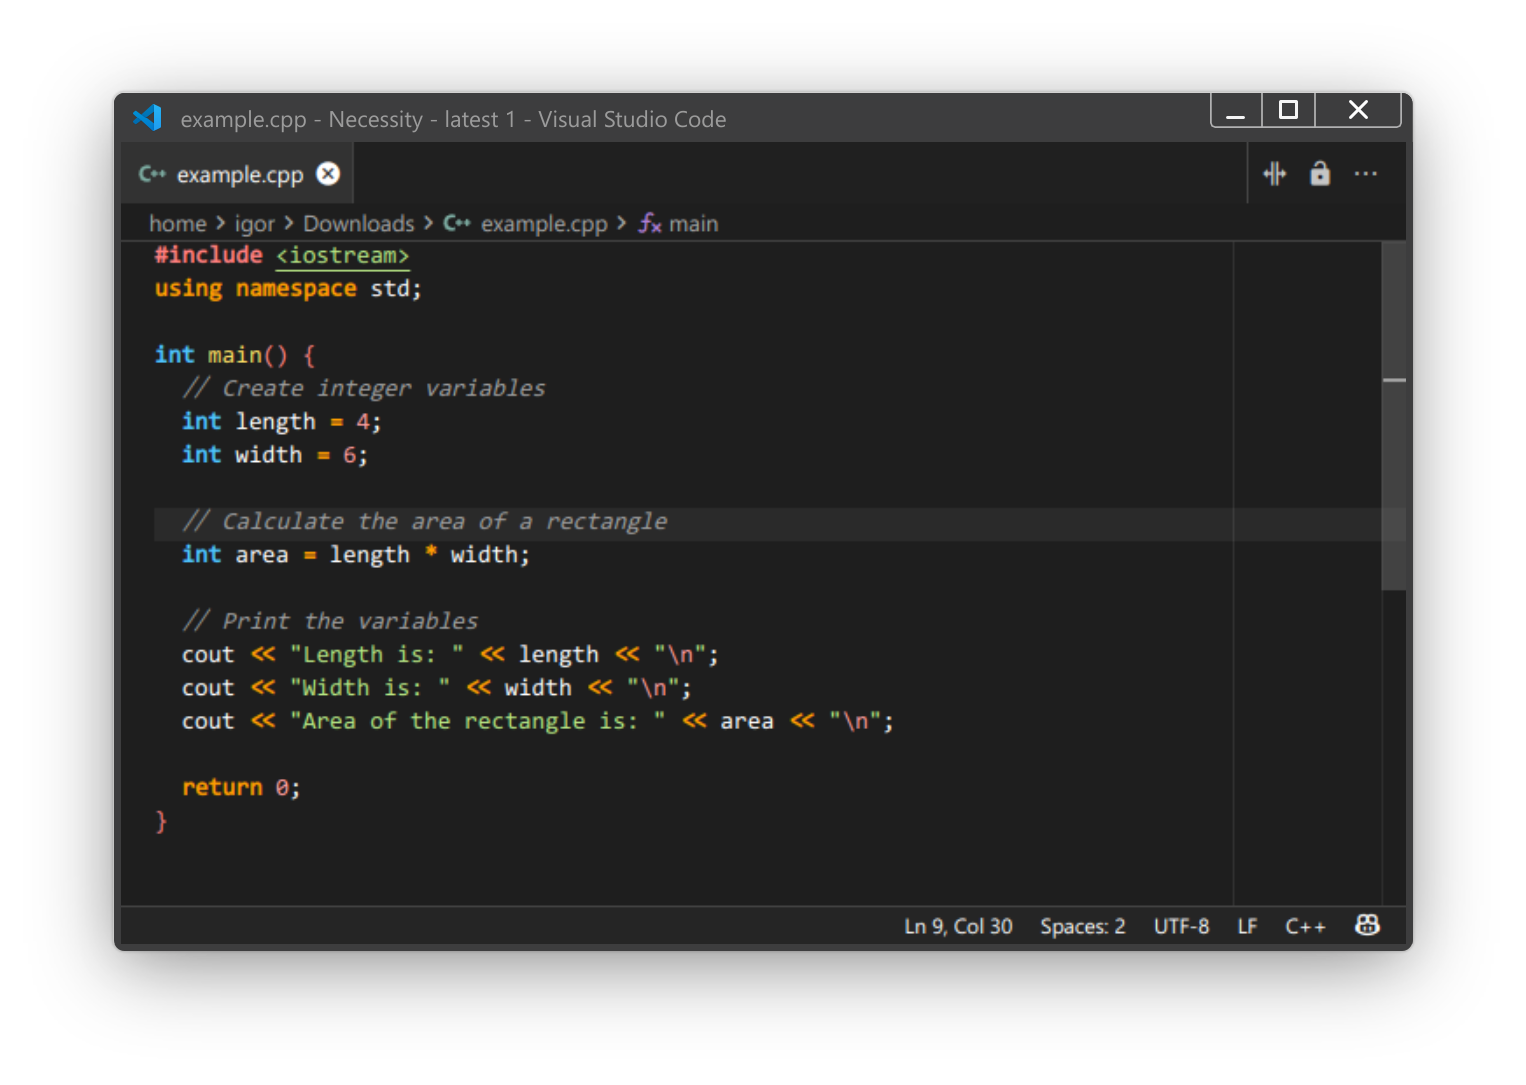 example.cpp - Necessity - latest 1 - Visual Studio Code
C++ example.cpp
home > igor > Downloads > C++ example.cpp > fx main
#include <iostream>
using namespace std;
int main() {
// Create integer variables
int length = 4;
int width = 6;
// Calculate the area of a rectangle
int area = length * width;
// Print the variables
cout << "Length is: " << length << "\n";
cout << "Width is: " << width << "\n";
cout << "Area of the rectangle is: " << area << "\n";
return 0;
}
Ln 9, Col 30 Spaces: 2 UTF-8 LF C++